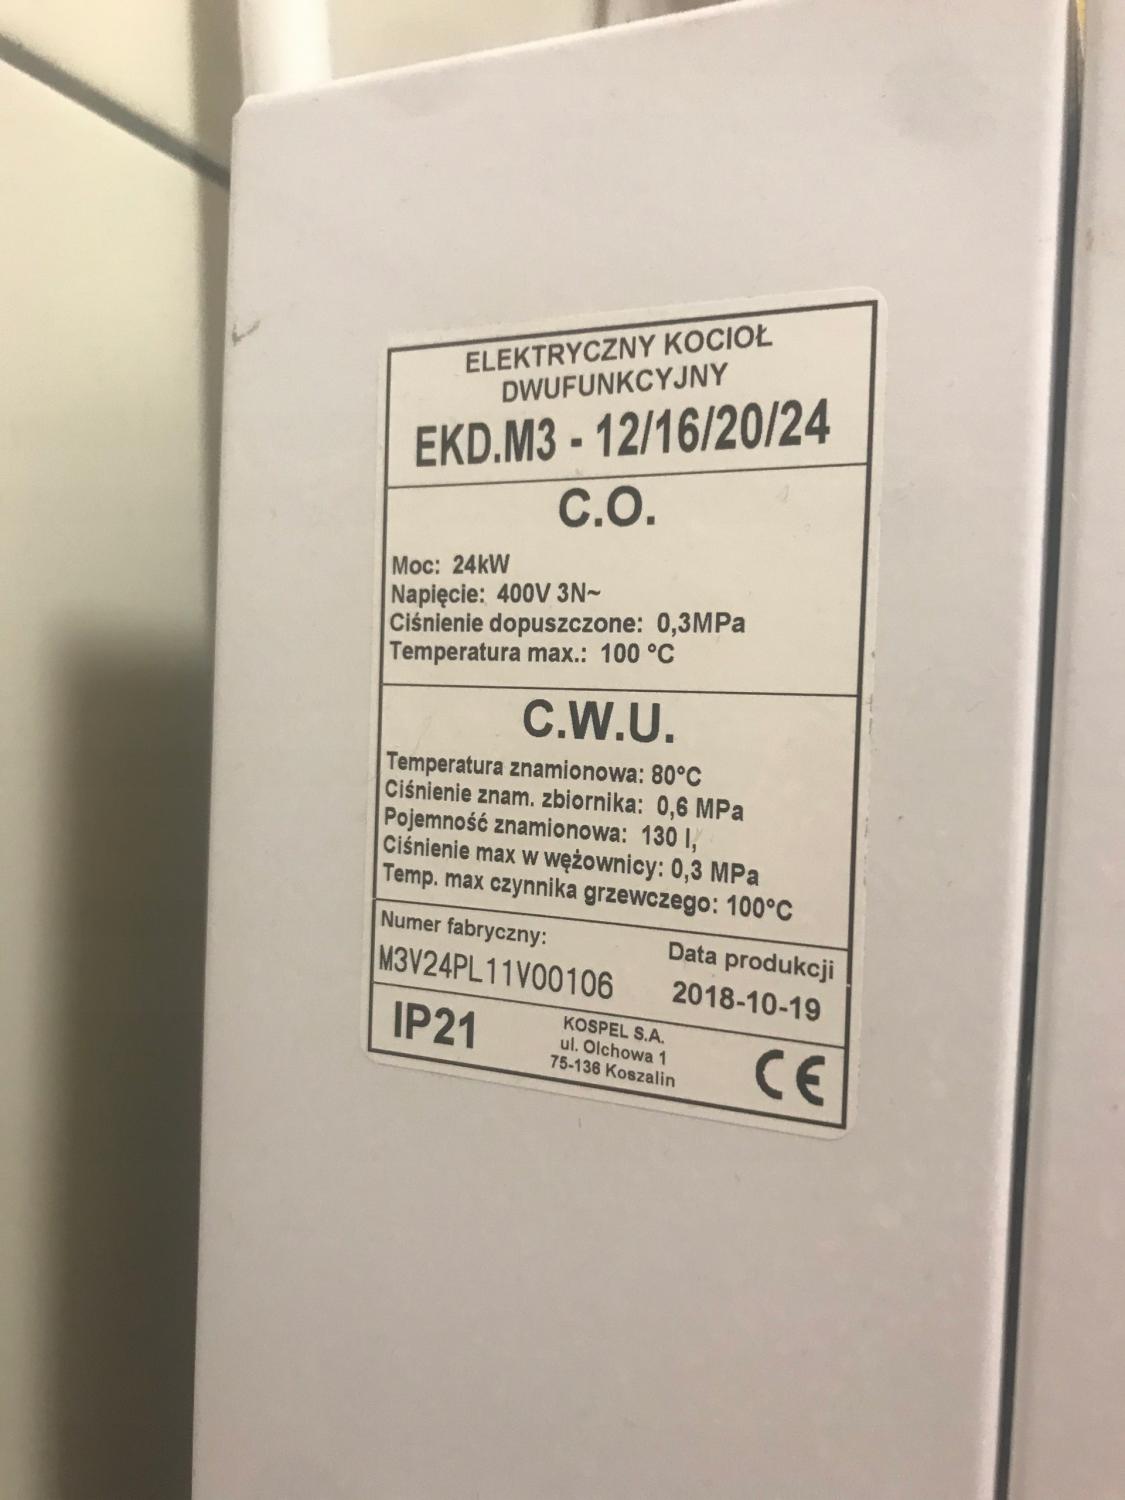 ELEKTRYCZNY KOCIOŁ
DWUFUNKCYJNY
EKD.M3 - 12/16/20/24
C.O.
Moc: 24kW
Napięcie: 400V 3N~
Ciśnienie dopuszczone: 0,3MPa
Temperatura max.: 100 °C
C.W.U.
Temperatura znamionowa: 80°C
Ciśnienie znam. zbiornika: 0,6 MPa
Pojemność znamionowa: 130 l,
Ciśnienie max w wężownicy: 0,3 MPa
Temp. max czynnika grzewczego: 100°C
Numer fabryczny:
M3V24PL11V00106
Data produkcji
2018-10-19
IP21
KOSPEL S.A.
ul. Olchowa 1
75-136 Koszalin
CE